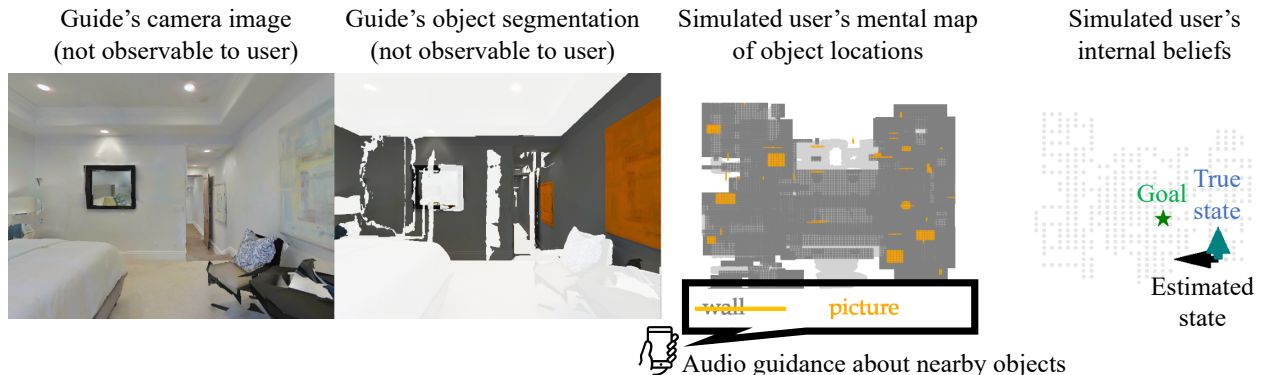 Guide's camera image
(not observable to user)
Guide's object segmentation
(not observable to user)
Simulated user's mental map
of object locations
Simulated user's
internal beliefs
Goal
True
state
Estimated
state
wall
picture
Audio guidance about nearby objects